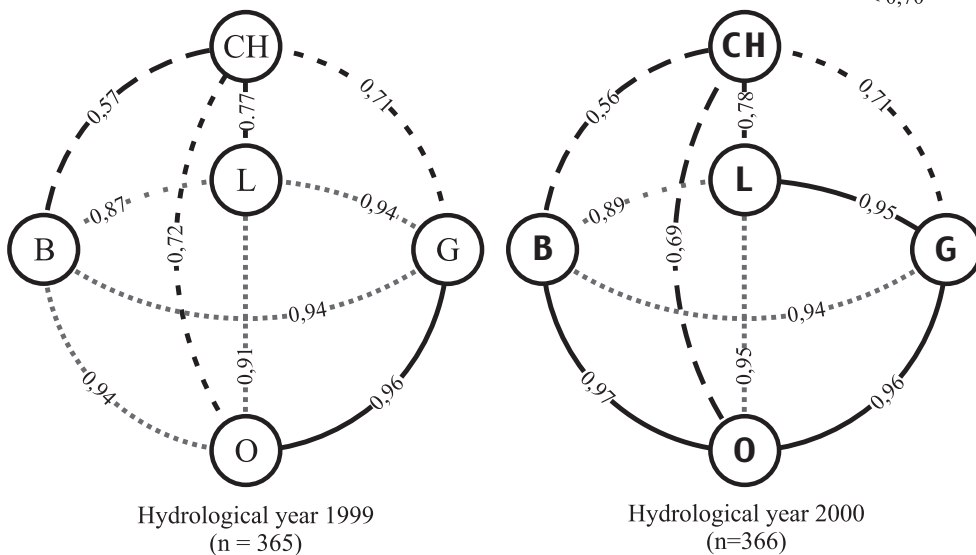 <0,70
CH
0,57
0,71
0.77
L
0,87
0,94
B
0,72
G
0,94
0,94
0,91
0,96
O
Hydrological year 1999
(n = 365)
CH
0,56
0,71
0,78
L
0,89
0,95
B
0,69
G
0,94
0,97
0,95
0,96
O
Hydrological year 2000
(n=366)